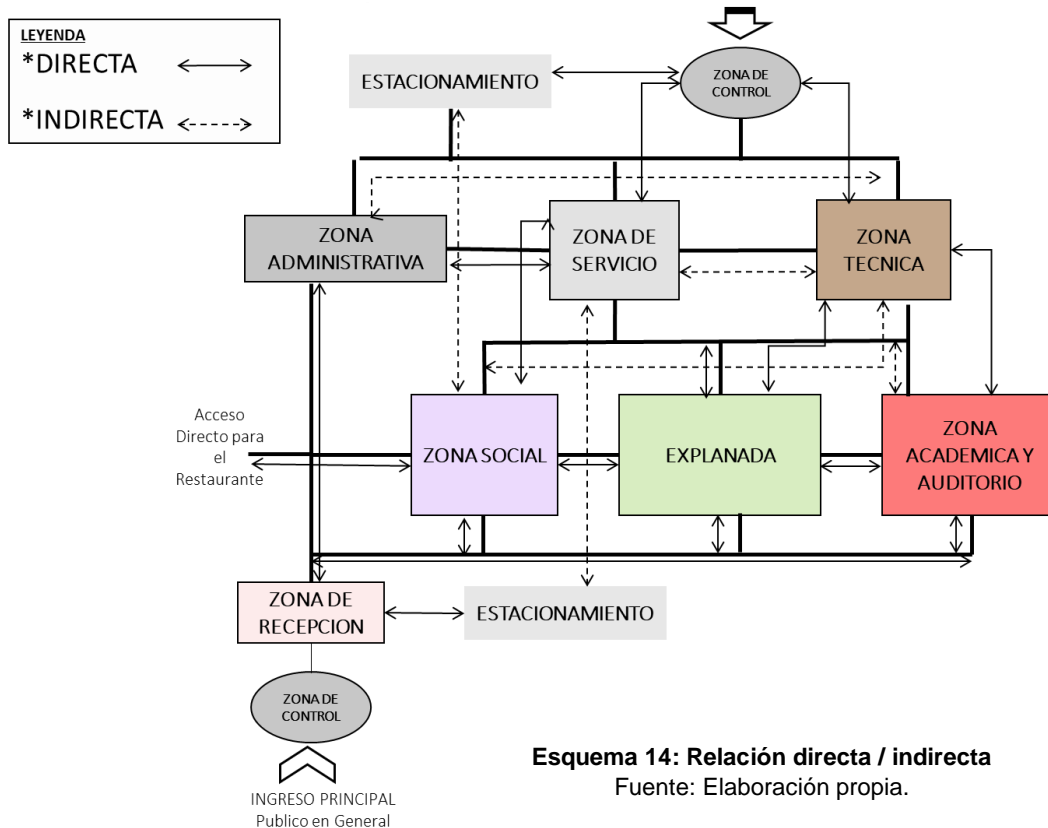 LEYENDA
*DIRECTA
*INDIRECTA
ESTACIONAMIENTO
ZONA DE
CONTROL
ZONA
ADMINISTRATIVA
ZONA DE
SERVICIO
ZONA
TECNICA
Acceso
Directo para
el
Restaurante
ZONA SOCIAL
EXPLANADA
ZONA
ACADEMICA Y
AUDITORIO
ZONA DE
RECEPCION
ESTACIONAMIENTO
ZONA DE
CONTROL
INGRESO PRINCIPAL
Publico en General
Esquema 14: Relación directa / indirecta
Fuente: Elaboración propia.